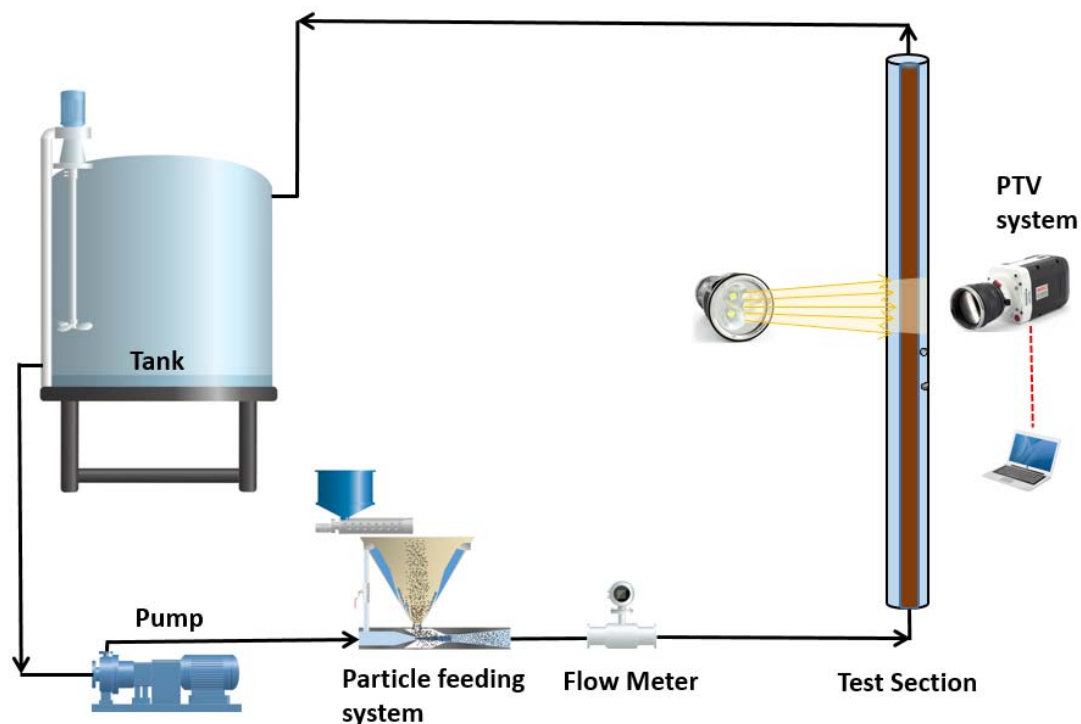 PTV
system
Tank
Pump
Particle feeding
system
Flow Meter
Test Section